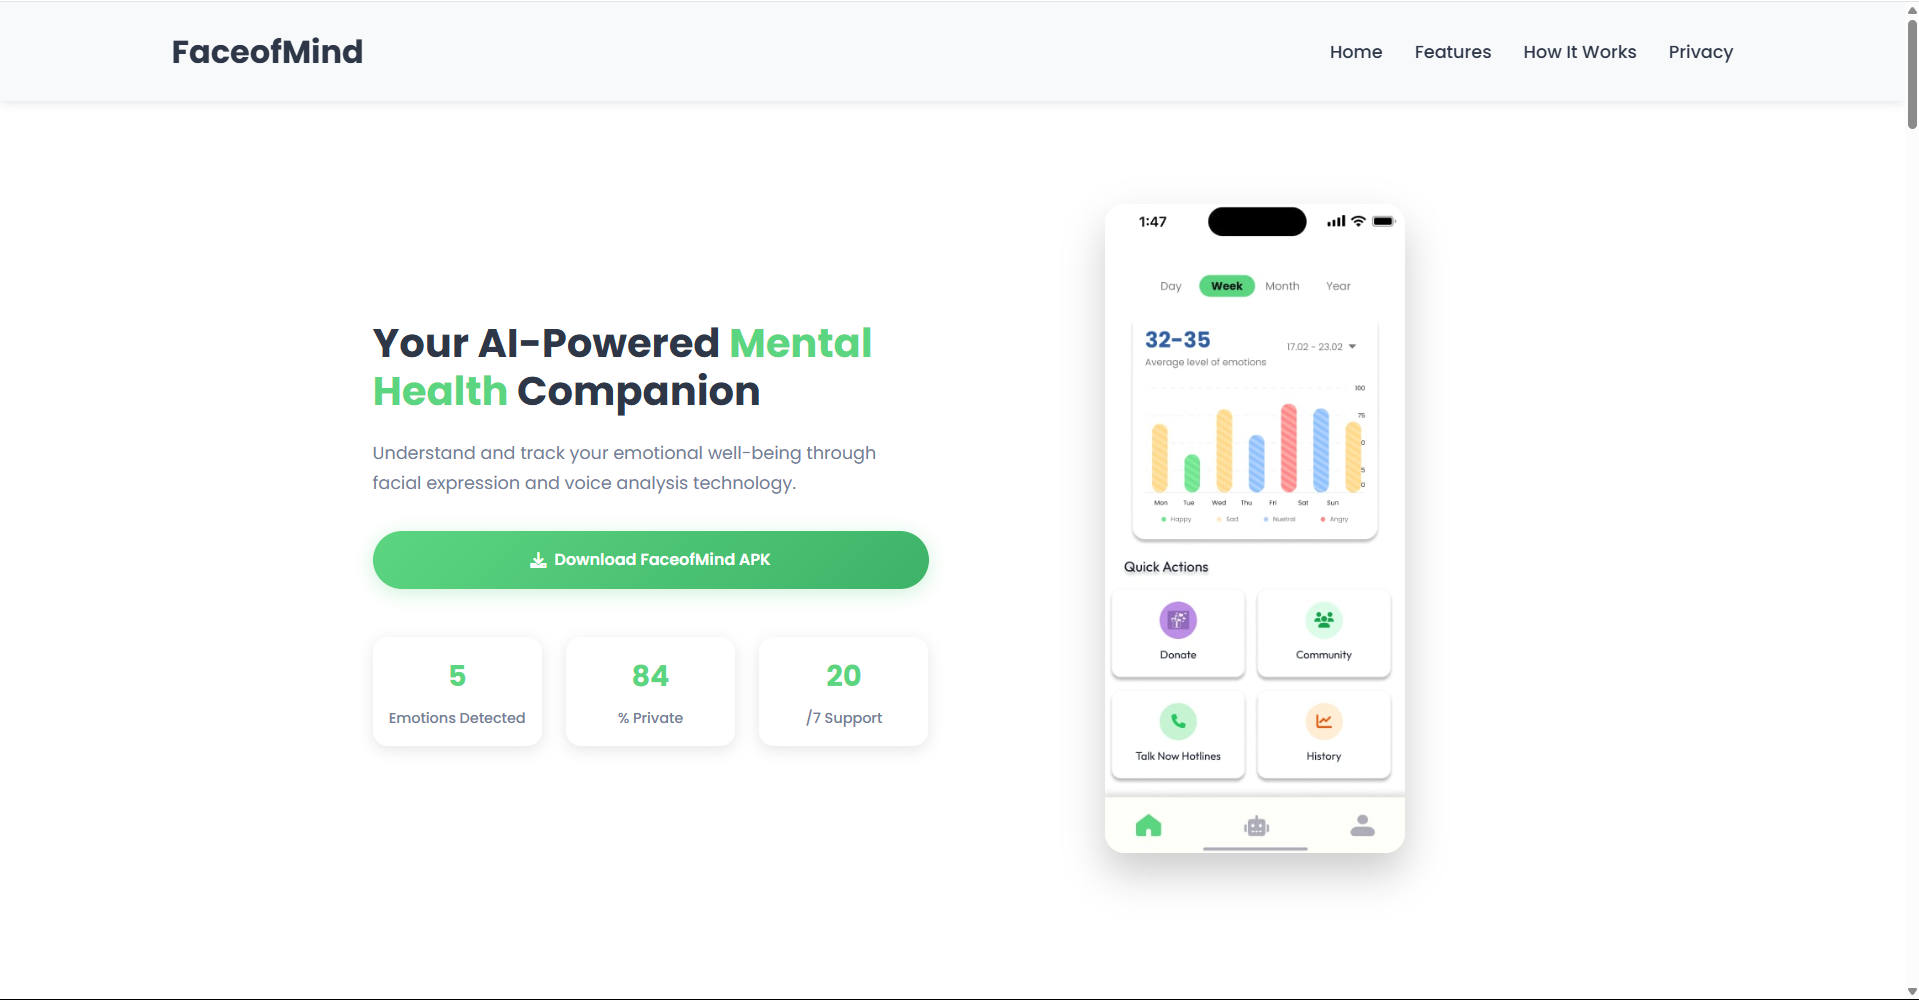 FaceofMind
Home Features How It Works Privacy
Your AI-Powered Mental
Health Companion
Understand and track your emotional well-being through
facial expression and voice analysis technology.
Download FaceofMind APK
5
Emotions Detected
84
% Private
20
/7 Support
1:47
Day Week Month Year
32-35
17.02 - 23.02
Average level of emotions
100
75
0
5
0
Mon Tue Wed Thu Fri Sat Sun
Happy Sad Nuetral Angry
Quick Actions
Donate Community
Talk Now Hotlines History